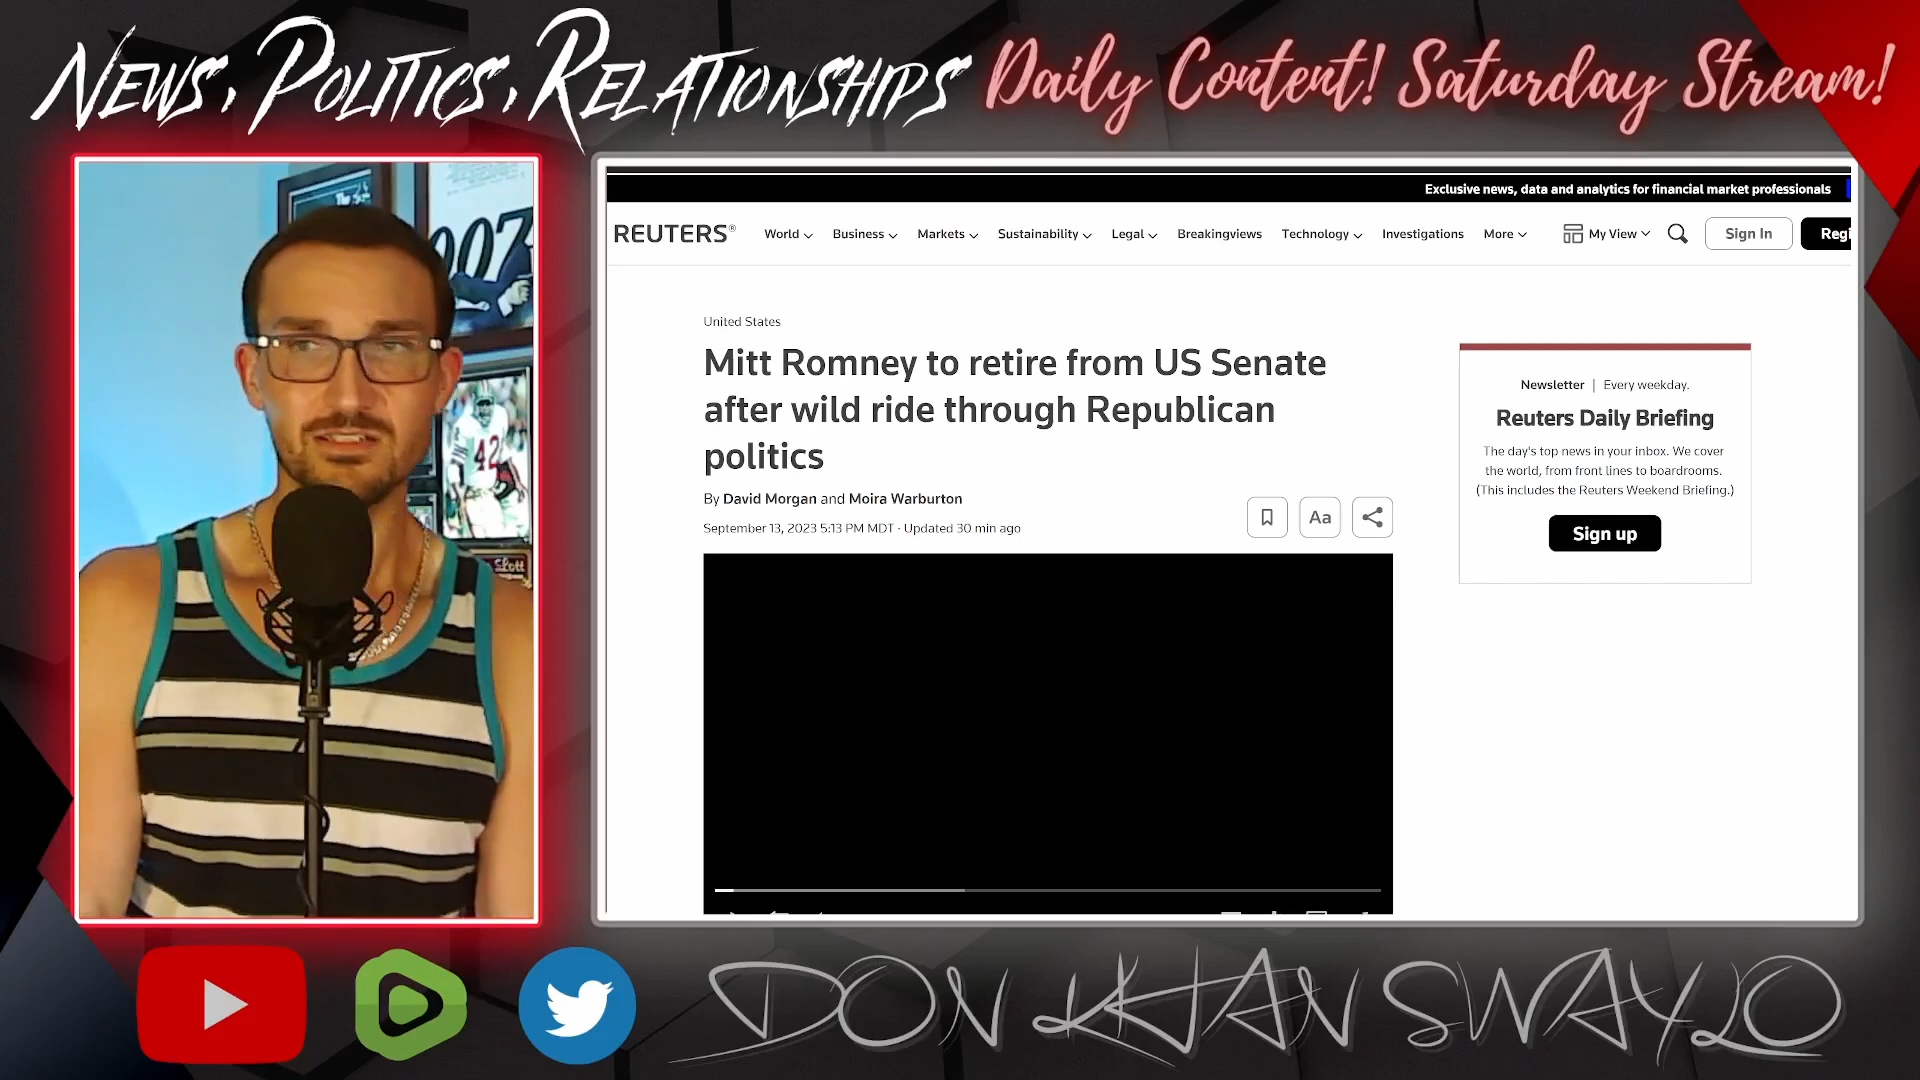 NEWS, POLITICS, RELATIONSHIPS
Daily Content! Saturday Stream!
007
42
Exclusive news, data and analytics for financial market professionals
REUTERS®
World
Business
Markets
Sustainability
Legal
Breakingviews
Technology
Investigations
More
My View
Sign In
Regi
United States
Mitt Romney to retire from US Senate
after wild ride through Republican
politics
By David Morgan and Moira Warburton
September 13, 2023 5:13 PM MDT · Updated 30 min ago
Aa
Newsletter | Every weekday.
Reuters Daily Briefing
The day's top news in your inbox. We cover
the world, from front lines to boardrooms.
(This includes the Reuters Weekend Briefing.)
Sign up
DON KHAN SWAYLO